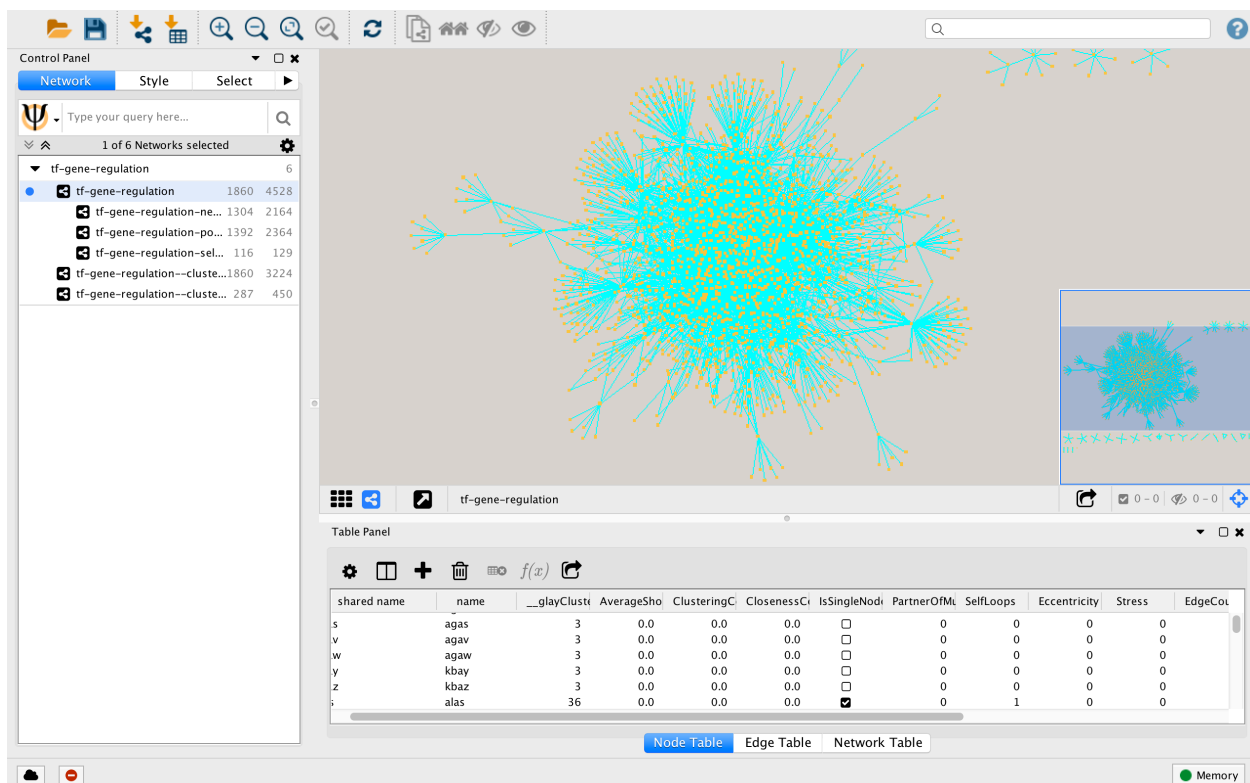 Control Panel
Network Style Select
Type your query here...
1 of 6 Networks selected
tf-gene-regulation 6
tf-gene-regulation 1860 4528
tf-gene-regulation-ne... 1304 2164
tf-gene-regulation-po... 1392 2364
tf-gene-regulation-sel... 116 129
tf-gene-regulation--cluste... 1860 3224
tf-gene-regulation--cluste... 287 450
tf-gene-regulation
0 - 0 0 - 0
Table Panel
f(x)
shared name name __glayCluste AverageSho ClusteringC ClosenessC IsSingleNode PartnerOfMu SelfLoops Eccentricity Stress EdgeCou
s agas 3 0.0 0.0 0.0 0 0 0 0
v agav 3 0.0 0.0 0.0 0 0 0 0
w agaw 3 0.0 0.0 0.0 0 0 0 0
y kbay 3 0.0 0.0 0.0 0 0 0 0
z kbaz 3 0.0 0.0 0.0 0 0 0 0
alas 36 0.0 0.0 0.0 0 1 0 0
Node Table Edge Table Network Table
Memory